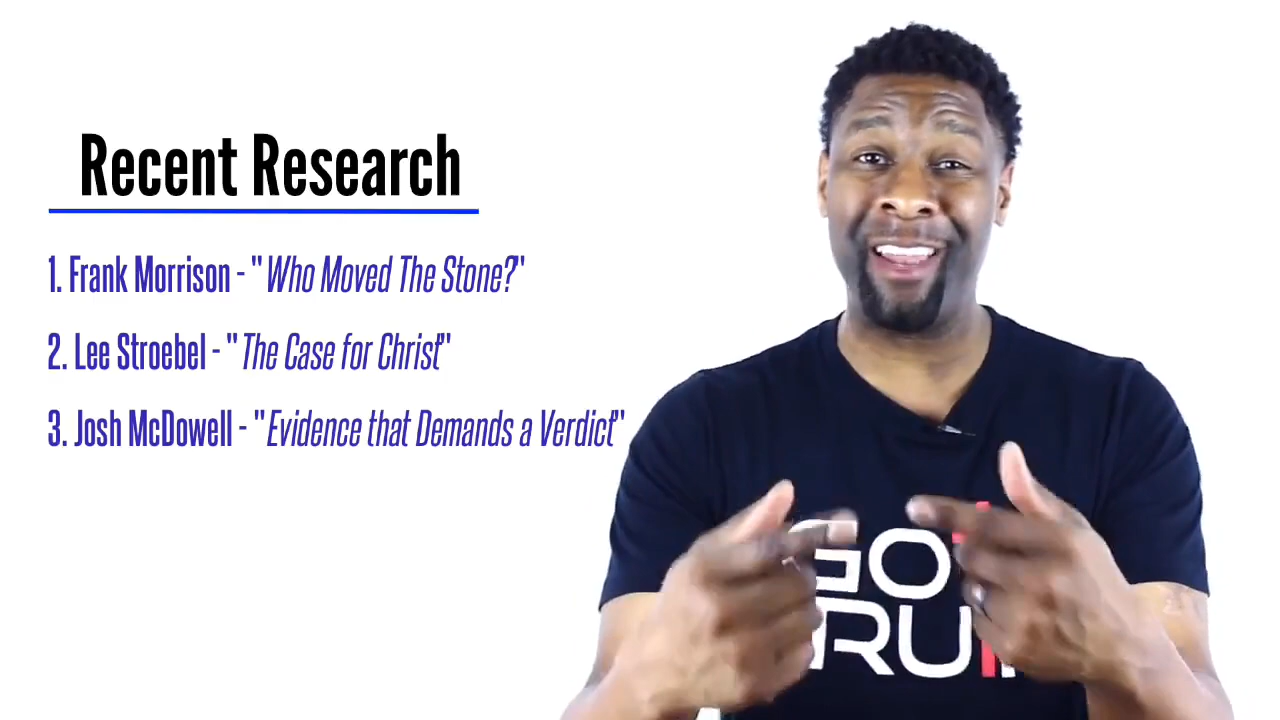 Recent Research
1. Frank Morrison - "Who Moved The Stone?"
2. Lee Stroebel - "The Case for Christ"
3. Josh McDowell - "Evidence that Demands a Verdict"
GOT